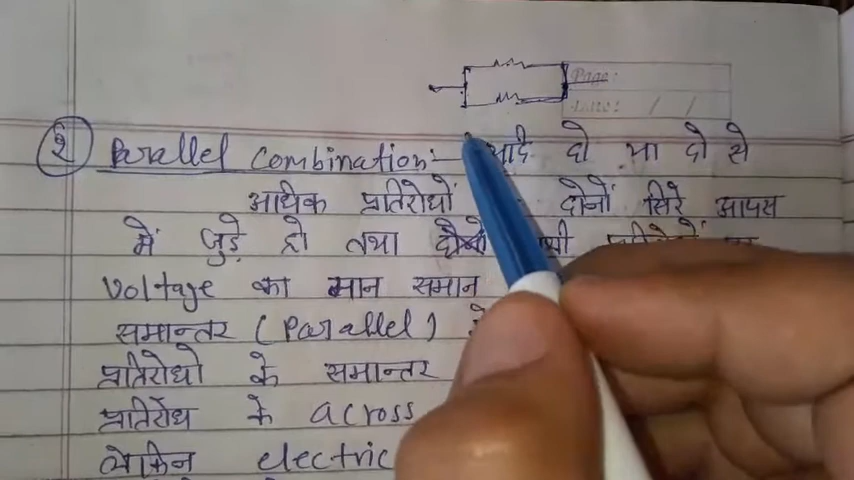 Page:
Date: / /
२ Parallel Combination:- यदि दो या दो से
अधिक प्रतिरोधों दोनों सिरे आपस
में जुड़े हो तथा
Voltage का मान समान
समान्तर (Parallel)
प्रतिरोधो के समान्तर
प्रतिरोध के across
लेकिन electric